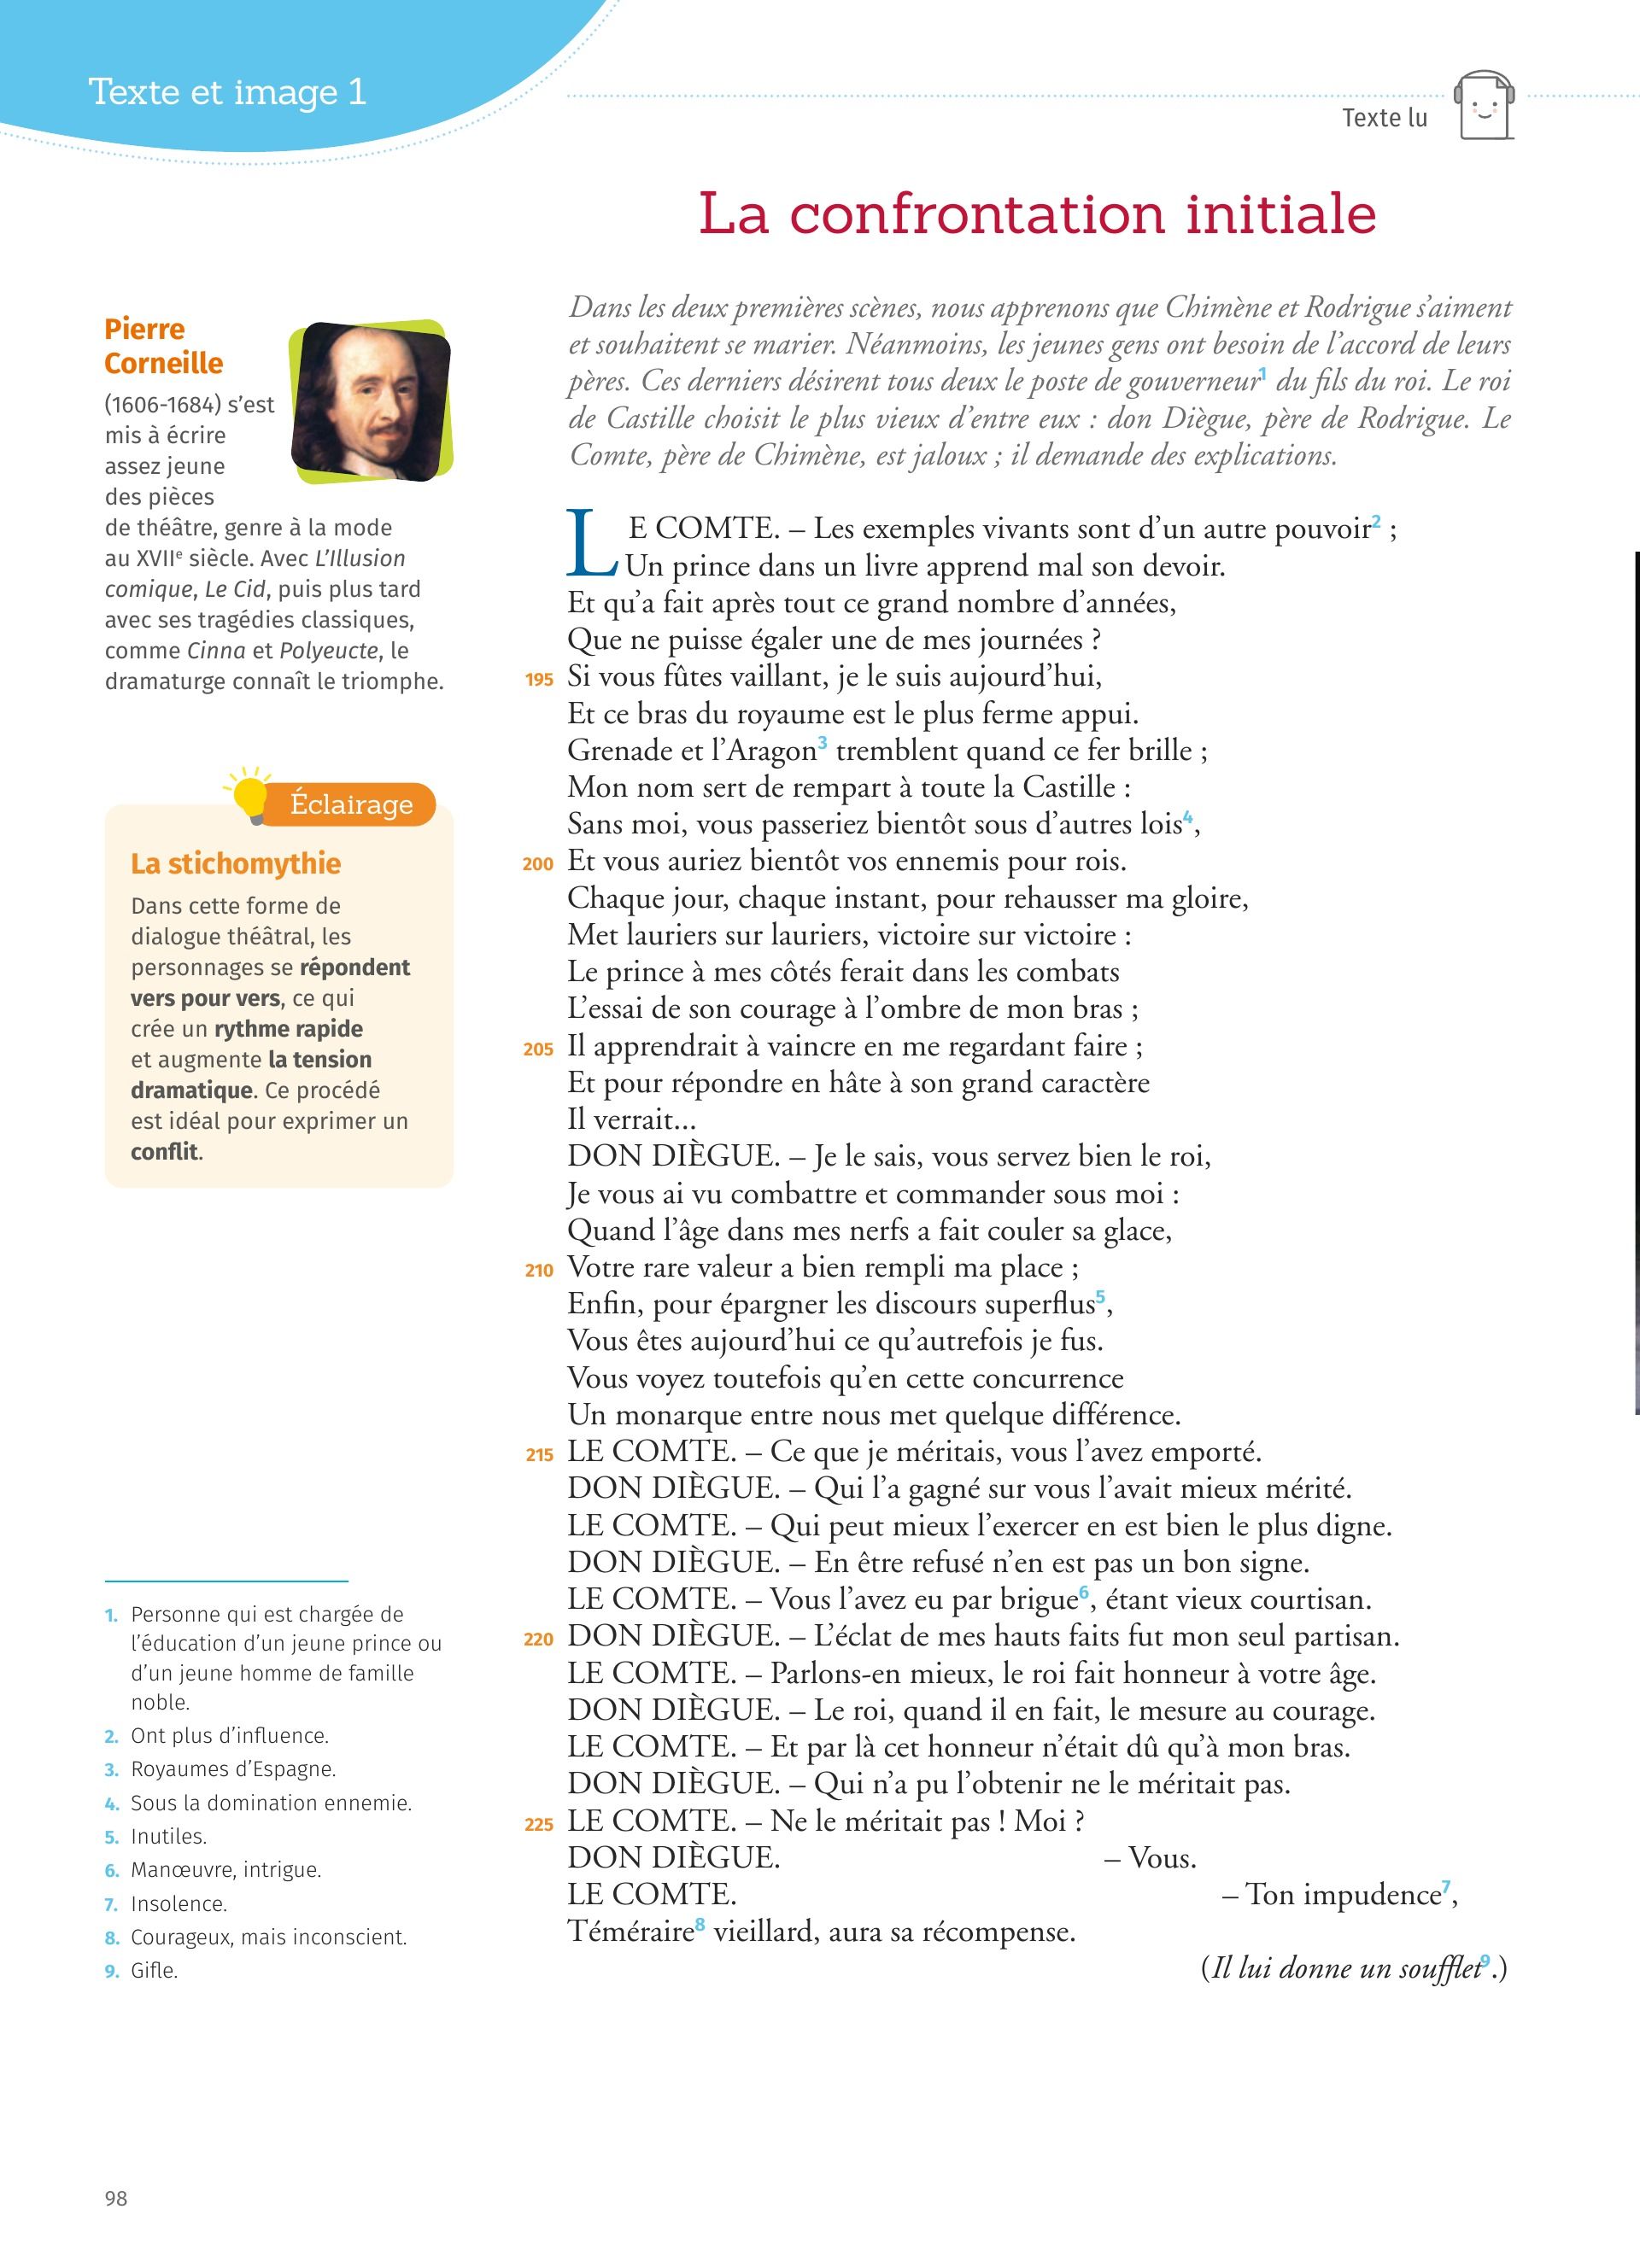 Texte et image 1
Texte lu
La confrontation initiale
Pierre
Corneille
(1606-1684) s’est
mis à écrire
assez jeune
des pièces
de théâtre, genre à la mode
au XVIIe siècle. Avec L’Illusion
comique, Le Cid, puis plus tard
avec ses tragédies classiques,
comme Cinna et Polyeucte, le
dramaturge connaît le triomphe.
Éclairage
La stichomythie
Dans cette forme de
dialogue théâtral, les
personnages se répondent
vers pour vers, ce qui
crée un rythme rapide
et augmente la tension
dramatique. Ce procédé
est idéal pour exprimer un
conflit.
Dans les deux premières scènes, nous apprenons que Chimène et Rodrigue s’aiment
et souhaitent se marier. Néanmoins, les jeunes gens ont besoin de l’accord de leurs
pères. Ces derniers désirent tous deux le poste de gouverneur1 du fils du roi. Le roi
de Castille choisit le plus vieux d’entre eux : don Diègue, père de Rodrigue. Le
Comte, père de Chimène, est jaloux ; il demande des explications.
LE COMTE. – Les exemples vivants sont d’un autre pouvoir2 ;
Un prince dans un livre apprend mal son devoir.
Et qu’a fait après tout ce grand nombre d’années,
Que ne puisse égaler une de mes journées ?
195 Si vous fûtes vaillant, je le suis aujourd’hui,
Et ce bras du royaume est le plus ferme appui.
Grenade et l’Aragon3 tremblent quand ce fer brille ;
Mon nom sert de rempart à toute la Castille :
Sans moi, vous passeriez bientôt sous d’autres lois4,
200 Et vous auriez bientôt vos ennemis pour rois.
Chaque jour, chaque instant, pour rehausser ma gloire,
Met lauriers sur lauriers, victoire sur victoire :
Le prince à mes côtés ferait dans les combats
L’essai de son courage à l’ombre de mon bras ;
205 Il apprendrait à vaincre en me regardant faire ;
Et pour répondre en hâte à son grand caractère
Il verrait...
DON DIÈGUE. – Je le sais, vous servez bien le roi,
Je vous ai vu combattre et commander sous moi :
Quand l’âge dans mes nerfs a fait couler sa glace,
210 Votre rare valeur a bien rempli ma place ;
Enfin, pour épargner les discours superflus5,
Vous êtes aujourd’hui ce qu’autrefois je fus.
Vous voyez toutefois qu’en cette concurrence
Un monarque entre nous met quelque différence.
215 LE COMTE. – Ce que je méritais, vous l’avez emporté.
DON DIÈGUE. – Qui l’a gagné sur vous l’avait mieux mérité.
LE COMTE. – Qui peut mieux l’exercer en est bien le plus digne.
DON DIÈGUE. – En être refusé n’en est pas un bon signe.
LE COMTE. – Vous l’avez eu par brigue6, étant vieux courtisan.
220 DON DIÈGUE. – L’éclat de mes hauts faits fut mon seul partisan.
LE COMTE. – Parlons-en mieux, le roi fait honneur à votre âge.
DON DIÈGUE. – Le roi, quand il en fait, le mesure au courage.
LE COMTE. – Et par là cet honneur n’était dû qu’à mon bras.
DON DIÈGUE. – Qui n’a pu l’obtenir ne le méritait pas.
225 LE COMTE. – Ne le méritait pas ! Moi ?
DON DIÈGUE. – Vous.
LE COMTE. – Ton impudence7,
Téméraire8 vieillard, aura sa récompense.
(Il lui donne un soufflet9.)
1. Personne qui est chargée de
l’éducation d’un jeune prince ou
d’un jeune homme de famille
noble.
2. Ont plus d’influence.
3. Royaumes d’Espagne.
4. Sous la domination ennemie.
5. Inutiles.
6. Manœuvre, intrigue.
7. Insolence.
8. Courageux, mais inconscient.
9. Gifle.
98